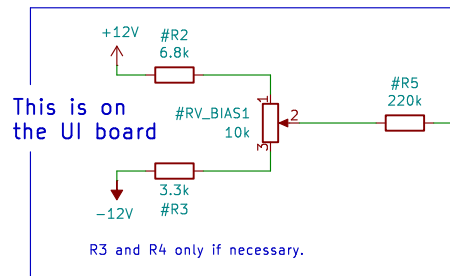 +12V
#R2
6.8k
This is on
the UI board
#RV_BIAS1
10k
1
2
3
#R5
220k
3.3k
#R3
-12V
R3 and R4 only if necessary.